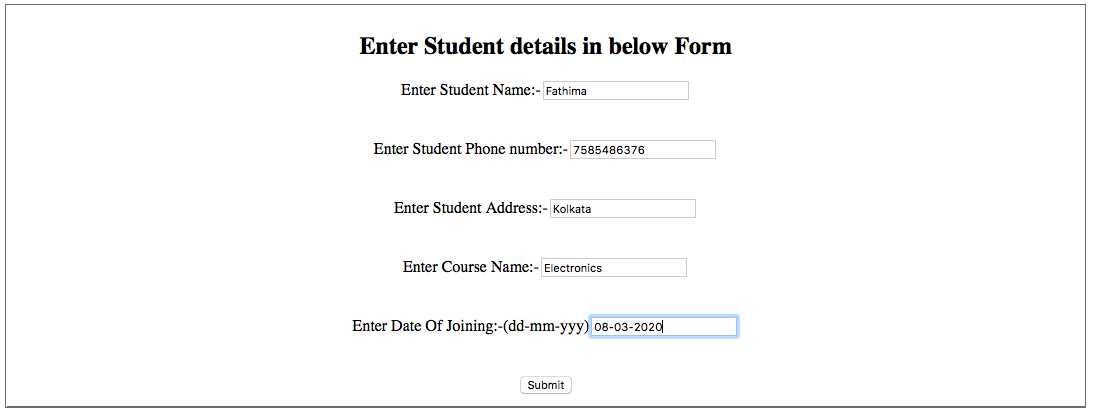 Enter Student details in below Form
Enter Student Name:- Fathima
Enter Student Phone number:- 7585486376
Enter Student Address:- Kolkata
Enter Course Name:- Electronics
Enter Date Of Joining:-(dd-mm-yyy) 08-03-2020
Submit